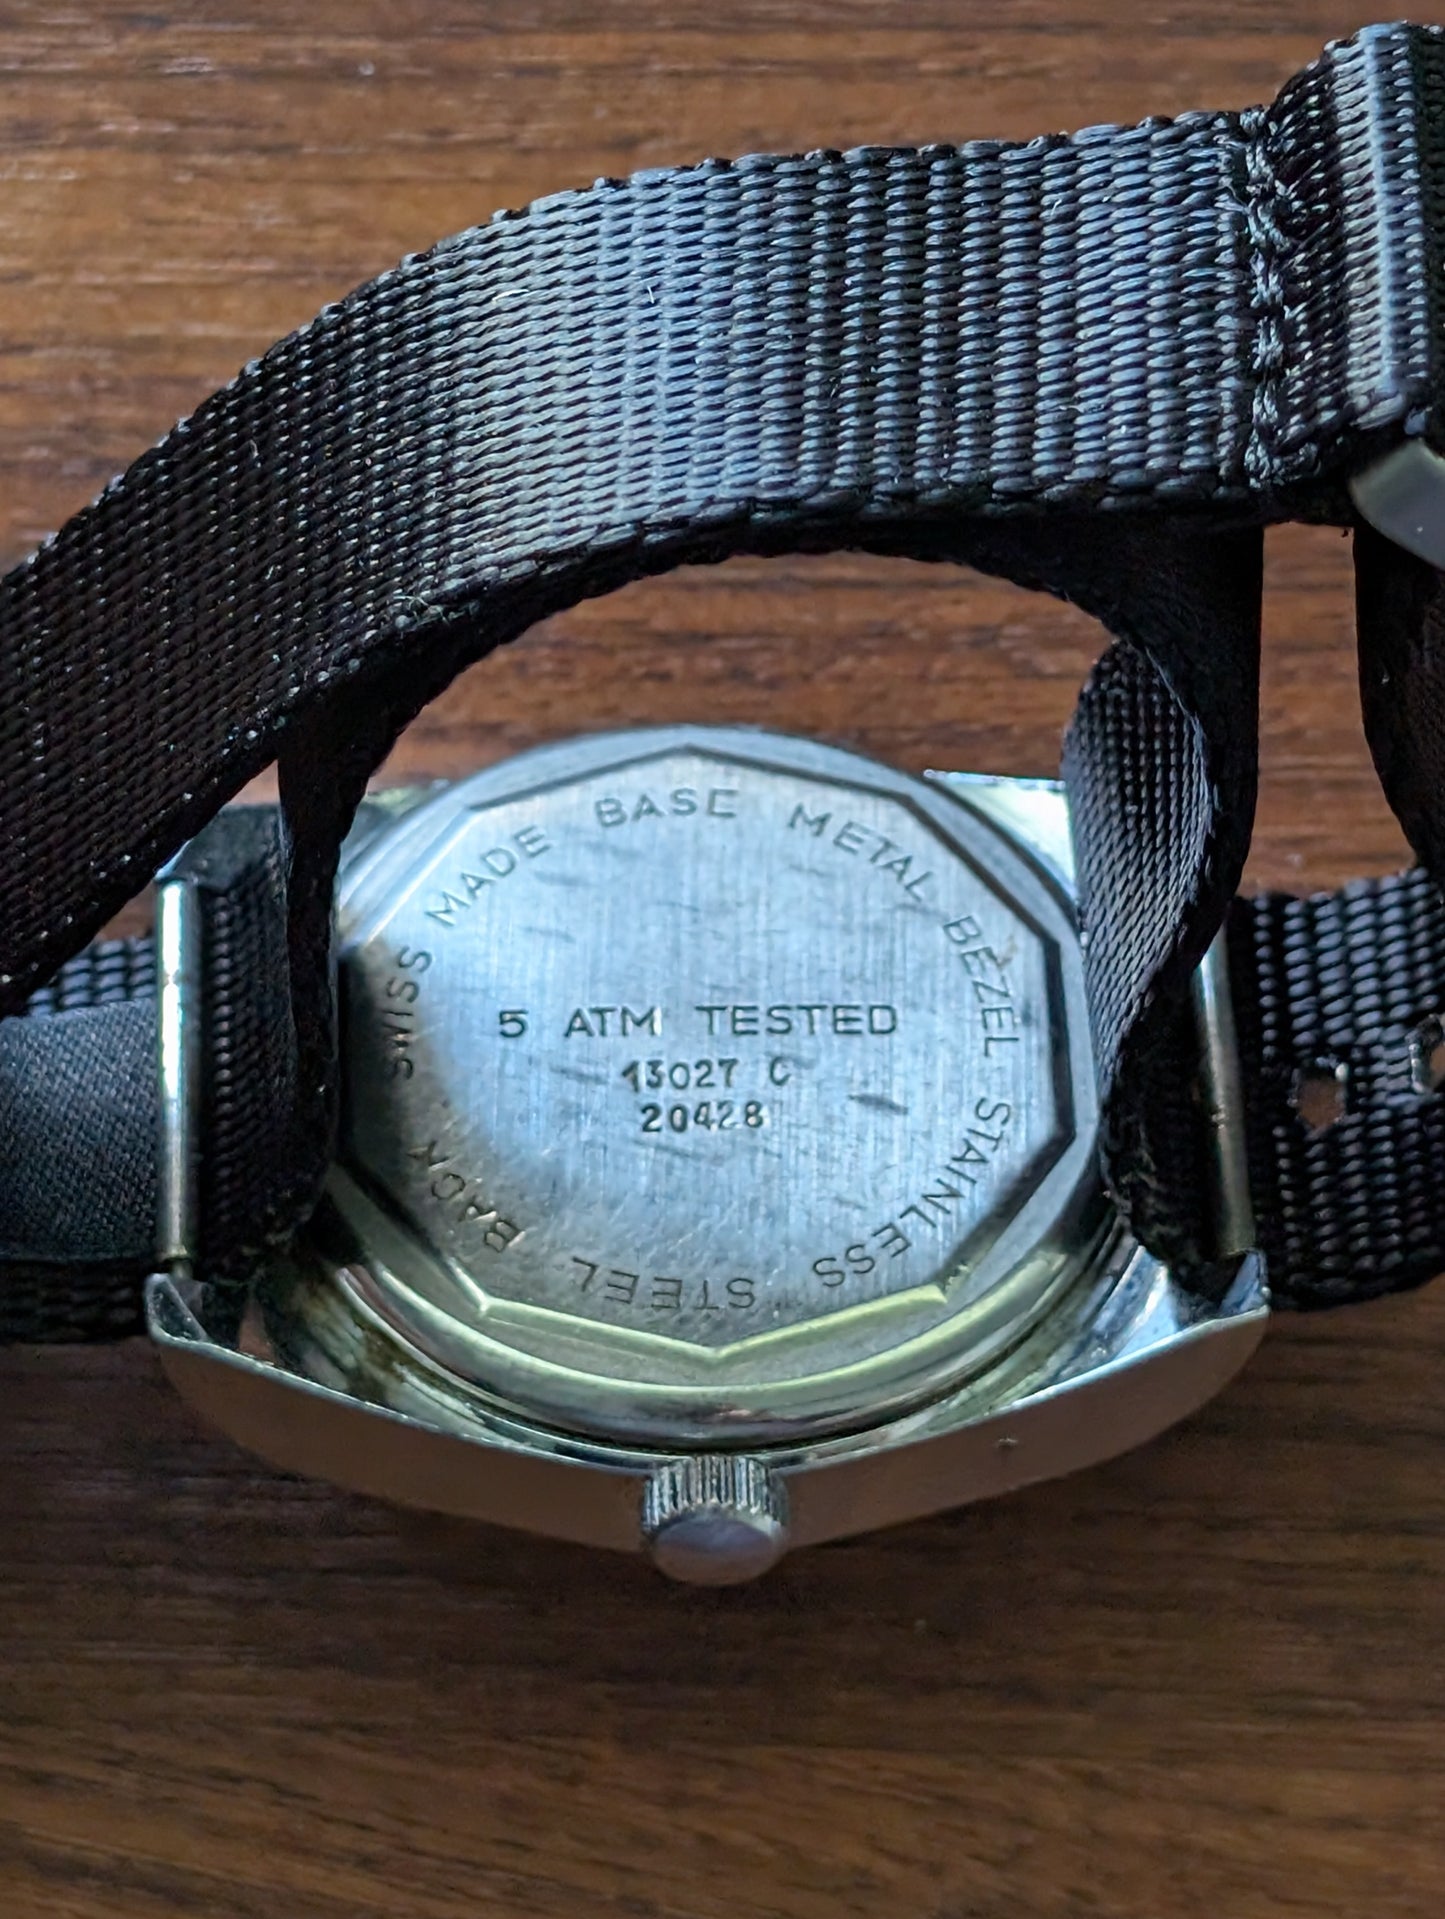 SWISS MADE BASE METAL BEZEL STAINLESS STEEL BACK
5 ATM TESTED
13027 C
20428